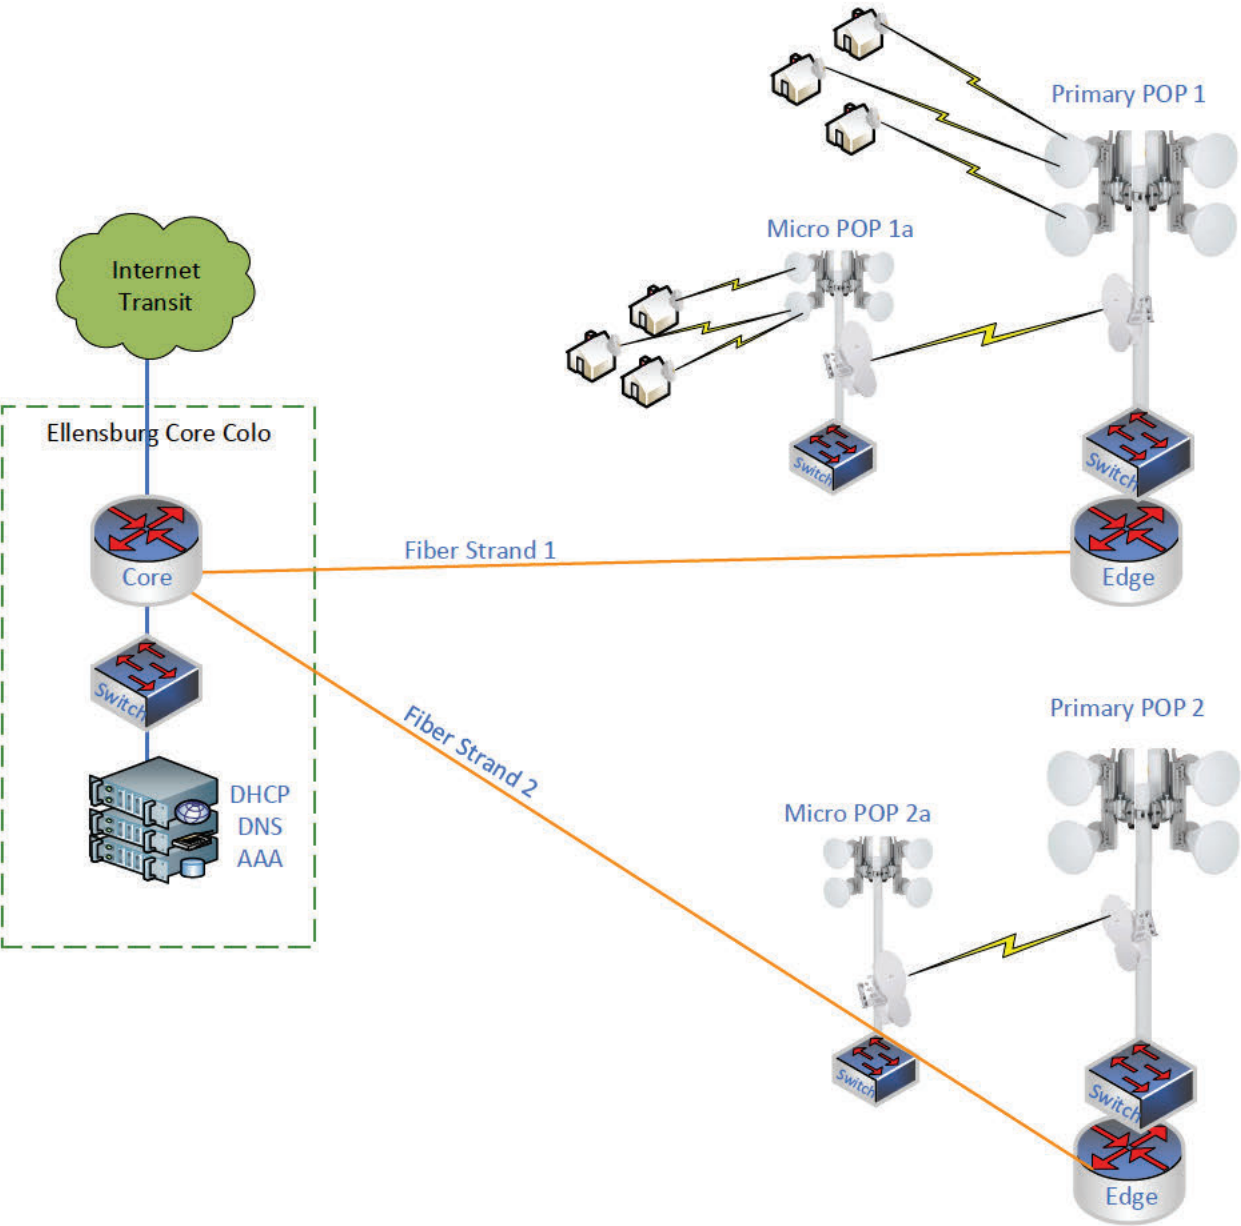 Primary POP 1
Micro POP 1a
Internet
Transit
Ellensburg Core Colo
Switch
Switch
Fiber Strand 1
Core
Edge
Switch
Fiber Strand 2
Primary POP 2
DHCP
DNS
AAA
Micro POP 2a
Switch
Switch
Edge